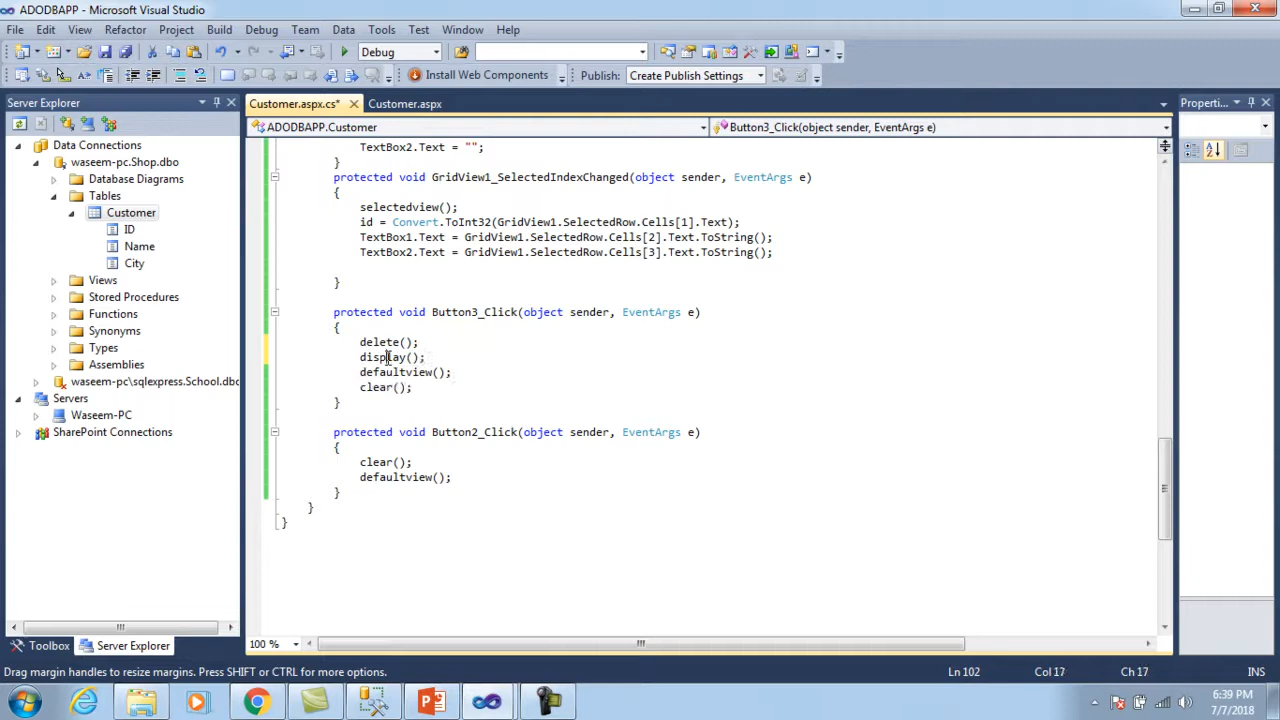 ADODBAPP - Microsoft Visual Studio
File Edit View Refactor Project Build Debug Team Data Tools Test Window Help
Debug
Install Web Components Publish: Create Publish Settings
Server Explorer
Data Connections
waseem-pc.Shop.dbo
Database Diagrams
Tables
Customer
ID
Name
City
Views
Stored Procedures
Functions
Synonyms
Types
Assemblies
waseem-pc\sqlexpress.School.dbo
Servers
Waseem-PC
SharePoint Connections
Toolbox Server Explorer
Customer.aspx.cs* Customer.aspx
ADODBAPP.Customer Button3_Click(object sender, EventArgs e)
TextBox2.Text = "";
}
protected void GridView1_SelectedIndexChanged(object sender, EventArgs e)
{
selectedview();
id = Convert.ToInt32(GridView1.SelectedRow.Cells[1].Text);
TextBox1.Text = GridView1.SelectedRow.Cells[2].Text.ToString();
TextBox2.Text = GridView1.SelectedRow.Cells[3].Text.ToString();
}
protected void Button3_Click(object sender, EventArgs e)
{
delete();
display();
defaultview();
clear();
}
protected void Button2_Click(object sender, EventArgs e)
{
clear();
defaultview();
}
}
}
100 %
Properti...
Drag margin handles to resize margins. Press SHIFT or CTRL for more options. Ln 102 Col 17 Ch 17 INS
6:39 PM
7/7/2018